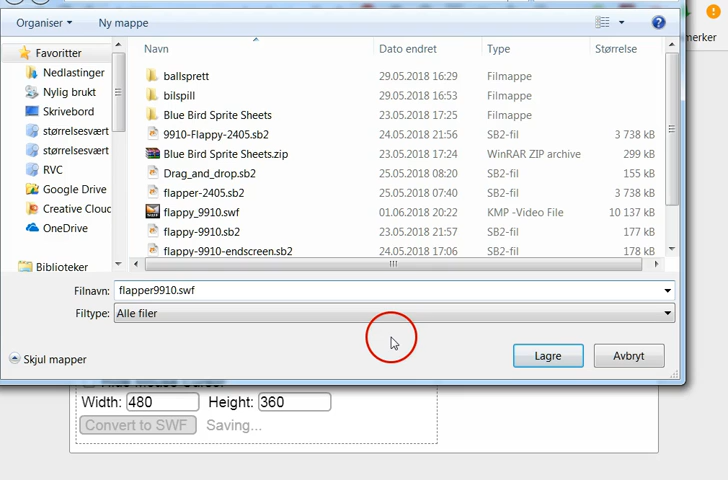 Organiser Ny mappe
merker
Navn Dato endret Type Størrelse
Favoritter
Nedlastinger
Nylig brukt
Skrivebord
størrelsesvært
størrelsesvært
RVC
Google Drive
Creative Cloud
OneDrive
Biblioteker
ballsprett 29.05.2018 16:29 Filmappe
bilspill 29.05.2018 16:53 Filmappe
Blue Bird Sprite Sheets 23.05.2018 17:25 Filmappe
9910-Flappy-2405.sb2 24.05.2018 21:56 SB2-fil 3 738 kB
Blue Bird Sprite Sheets.zip 23.05.2018 17:24 WinRAR ZIP archive 299 kB
Drag_and_drop.sb2 25.05.2018 08:20 SB2-fil 155 kB
flapper-2405.sb2 25.05.2018 07:40 SB2-fil 3 738 kB
flappy_9910.swf 01.06.2018 20:22 KMP -Video File 10 137 kB
flappy-9910.sb2 23.05.2018 21:57 SB2-fil 177 kB
flappy-9910-endscreen.sb2 24.05.2018 17:06 SB2-fil 178 kB
Filnavn: flapper9910.swf
Filtype: Alle filer
Skjul mapper Lagre Avbryt
Width: 480 Height: 360
Convert to SWF Saving...